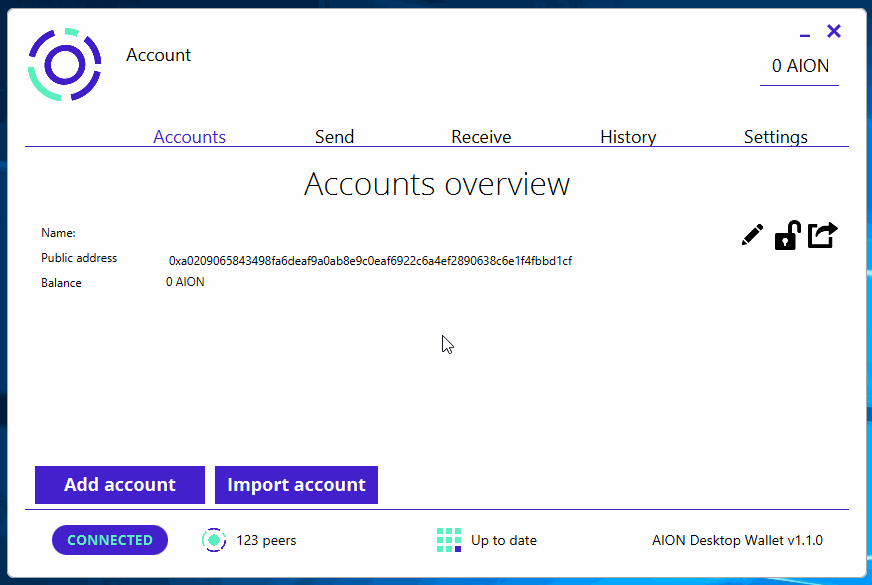 Account
0 AION
Accounts Send Receive History Settings
Accounts overview
Name:
Public address 0xa0209065843498fa6deaf9a0ab8e9c0eaf6922c6a4ef2890638c6e1f4fbbd1cf
Balance 0 AION
Add account Import account
CONNECTED 123 peers Up to date AION Desktop Wallet v1.1.0